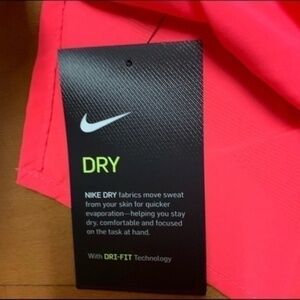 DRY
NIKE DRY fabrics move sweat
from your skin for quicker
evaporation—helping you stay
dry, comfortable and focused
on the task at hand.
With DRI-FIT Technology